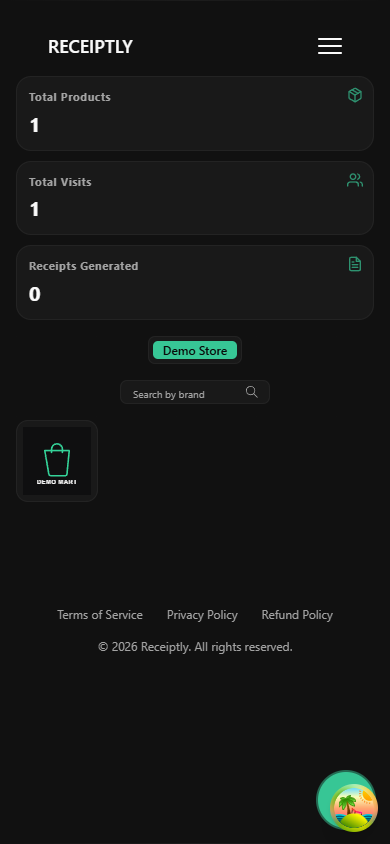 RECEIPTLY
Total Products
1
Total Visits
1
Receipts Generated
0
Demo Store
Search by brand
DEMO MART
Terms of Service Privacy Policy Refund Policy
© 2026 Receiptly. All rights reserved.